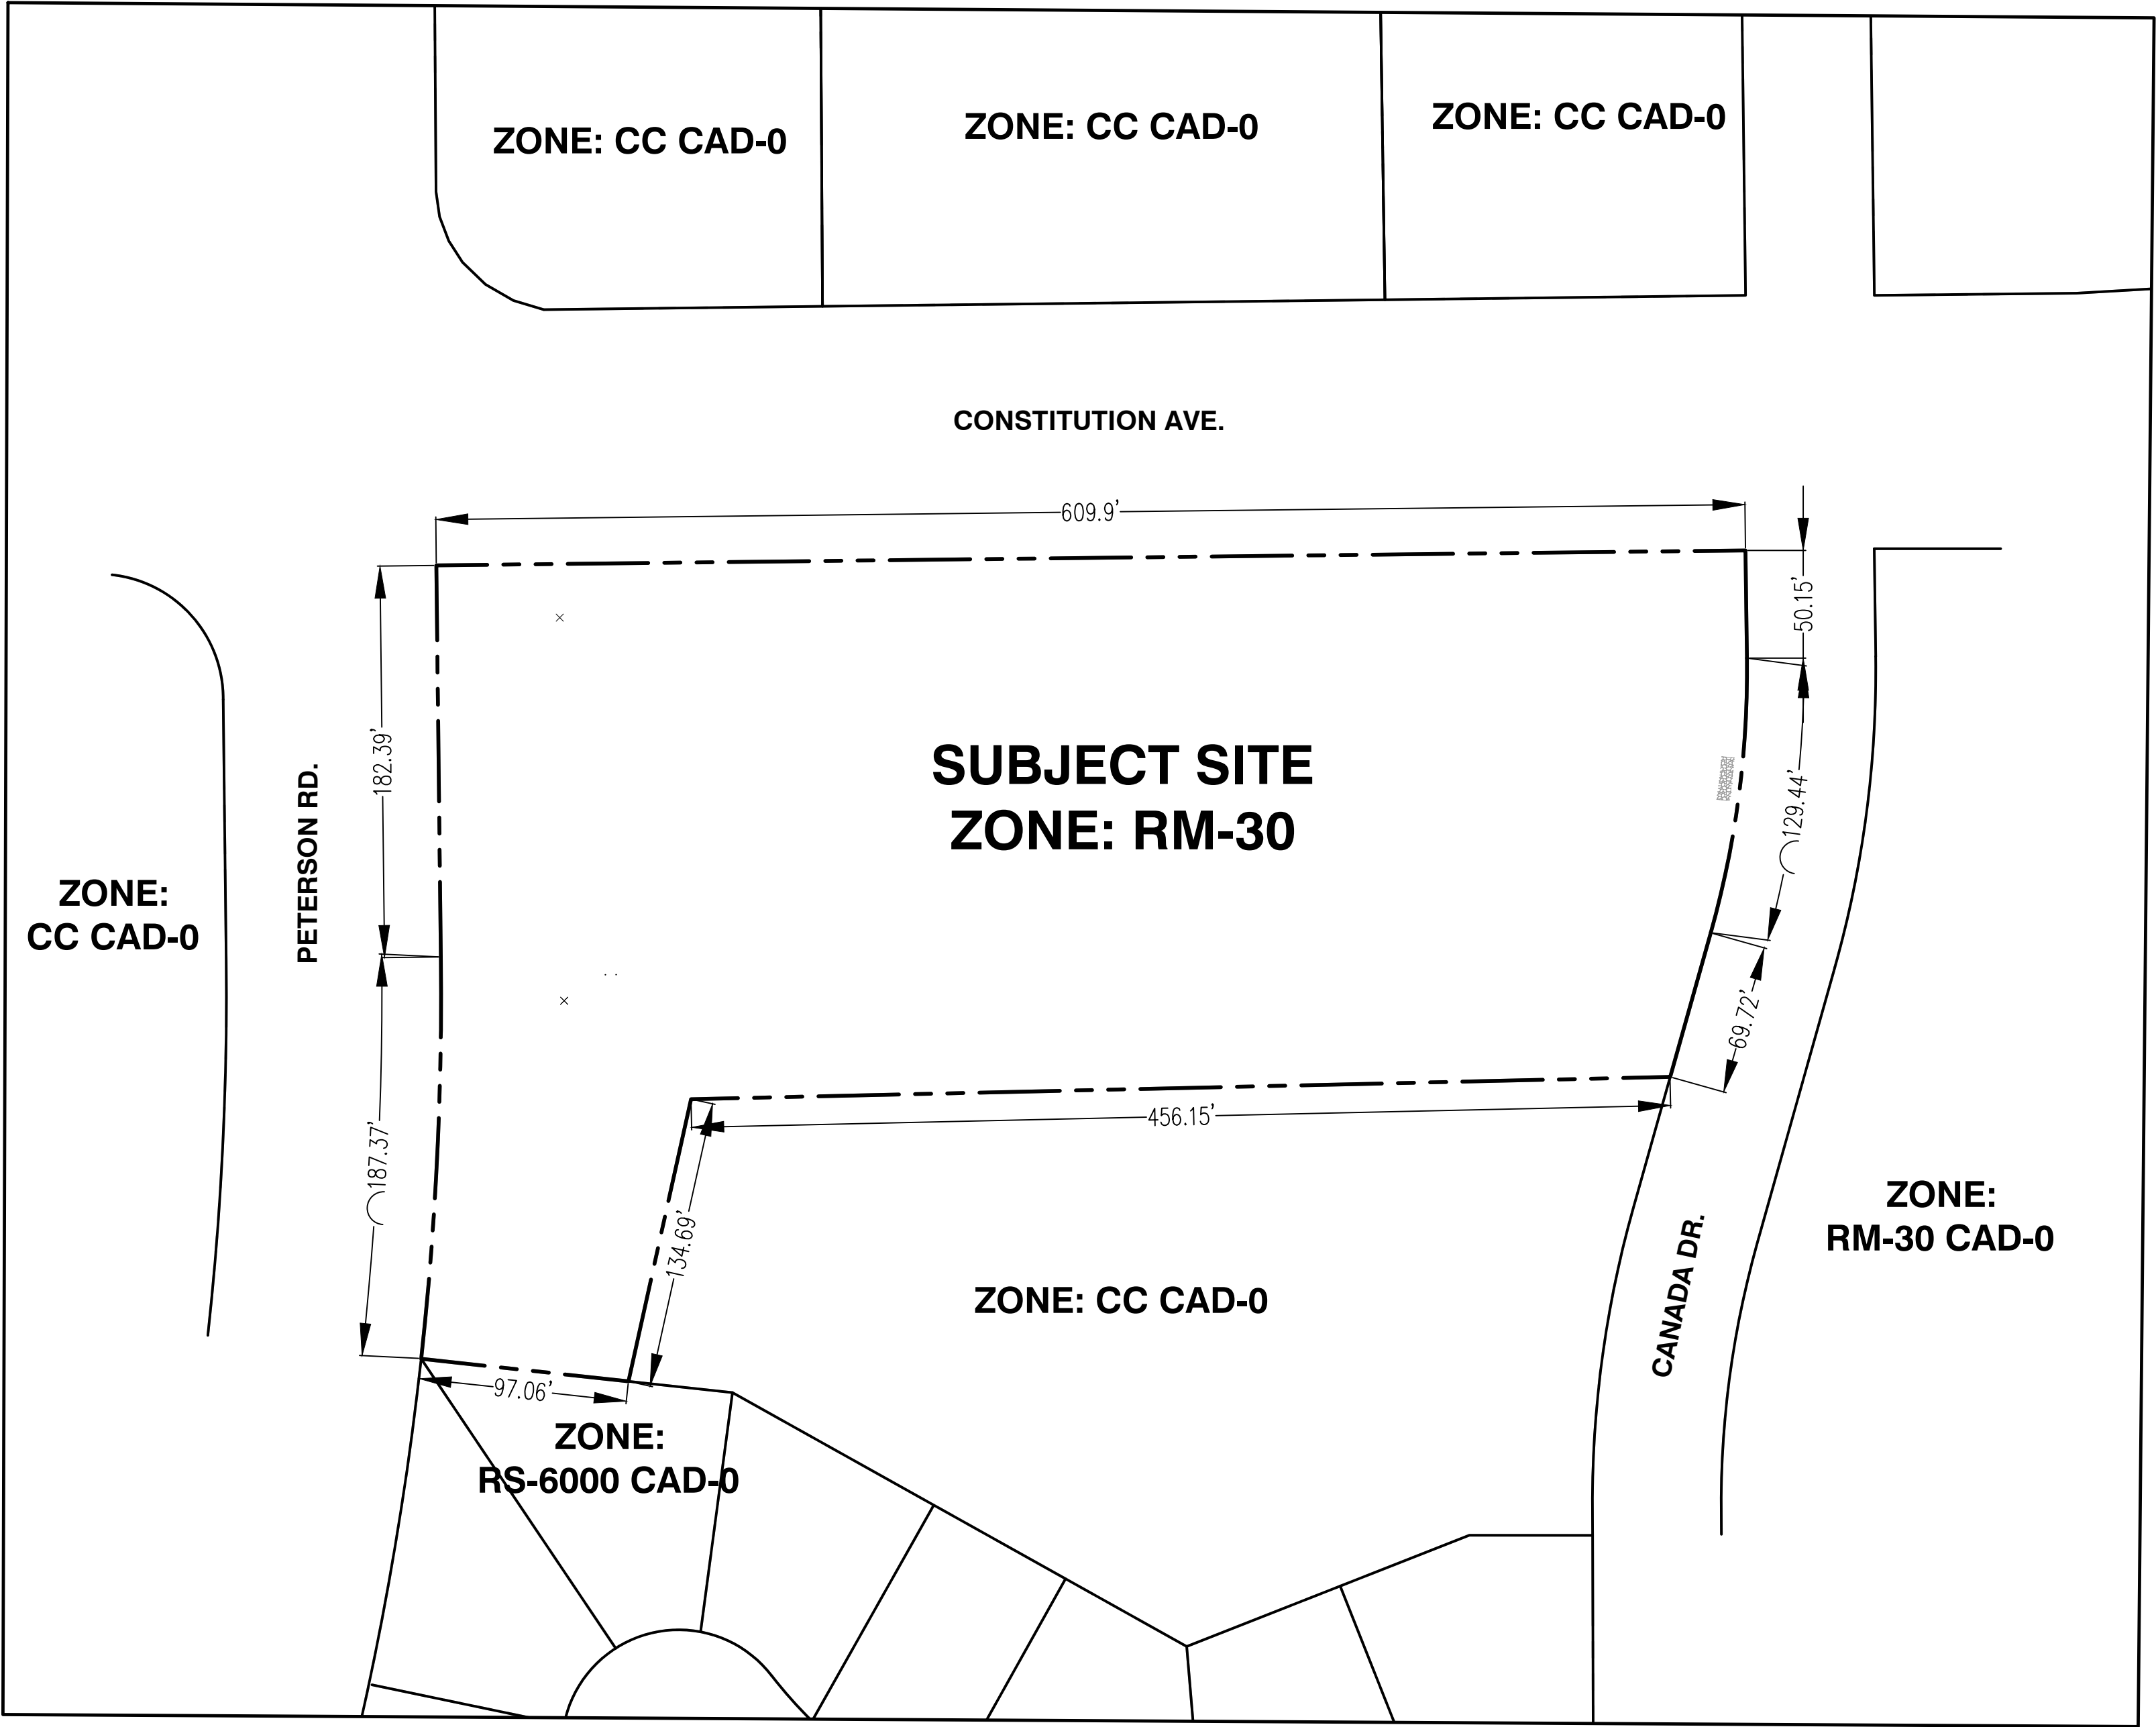 ZONE: CC CAD-0
ZONE: CC CAD-0
ZONE: CC CAD-0
CONSTITUTION AVE.
609.9'
50.15'
182.39'
PETERSON RD.
SUBJECT SITE
ZONE: RM-30
129.44'
ZONE:
CC CAD-0
69.72'
456.15'
187.37'
134.69'
ZONE:
RM-30 CAD-0
CANADA DR.
ZONE: CC CAD-0
97.06'
ZONE:
RS-6000 CAD-0